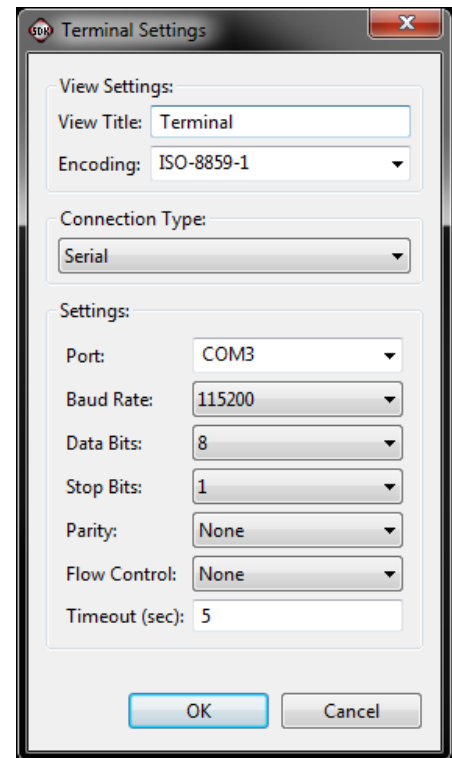 SDK Terminal Settings
View Settings:
View Title: Terminal
Encoding: ISO-8859-1
Connection Type:
Serial
Settings:
Port: COM3
Baud Rate: 115200
Data Bits: 8
Stop Bits: 1
Parity: None
Flow Control: None
Timeout (sec): 5
OK Cancel